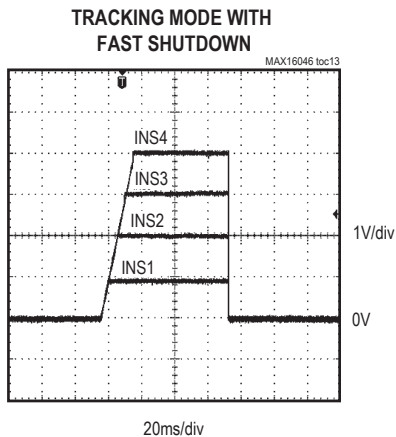 TRACKING MODE WITH
FAST SHUTDOWN
MAX16046 toc13
T
INS4
INS3
INS2
1V/div
INS1
0V
20ms/div